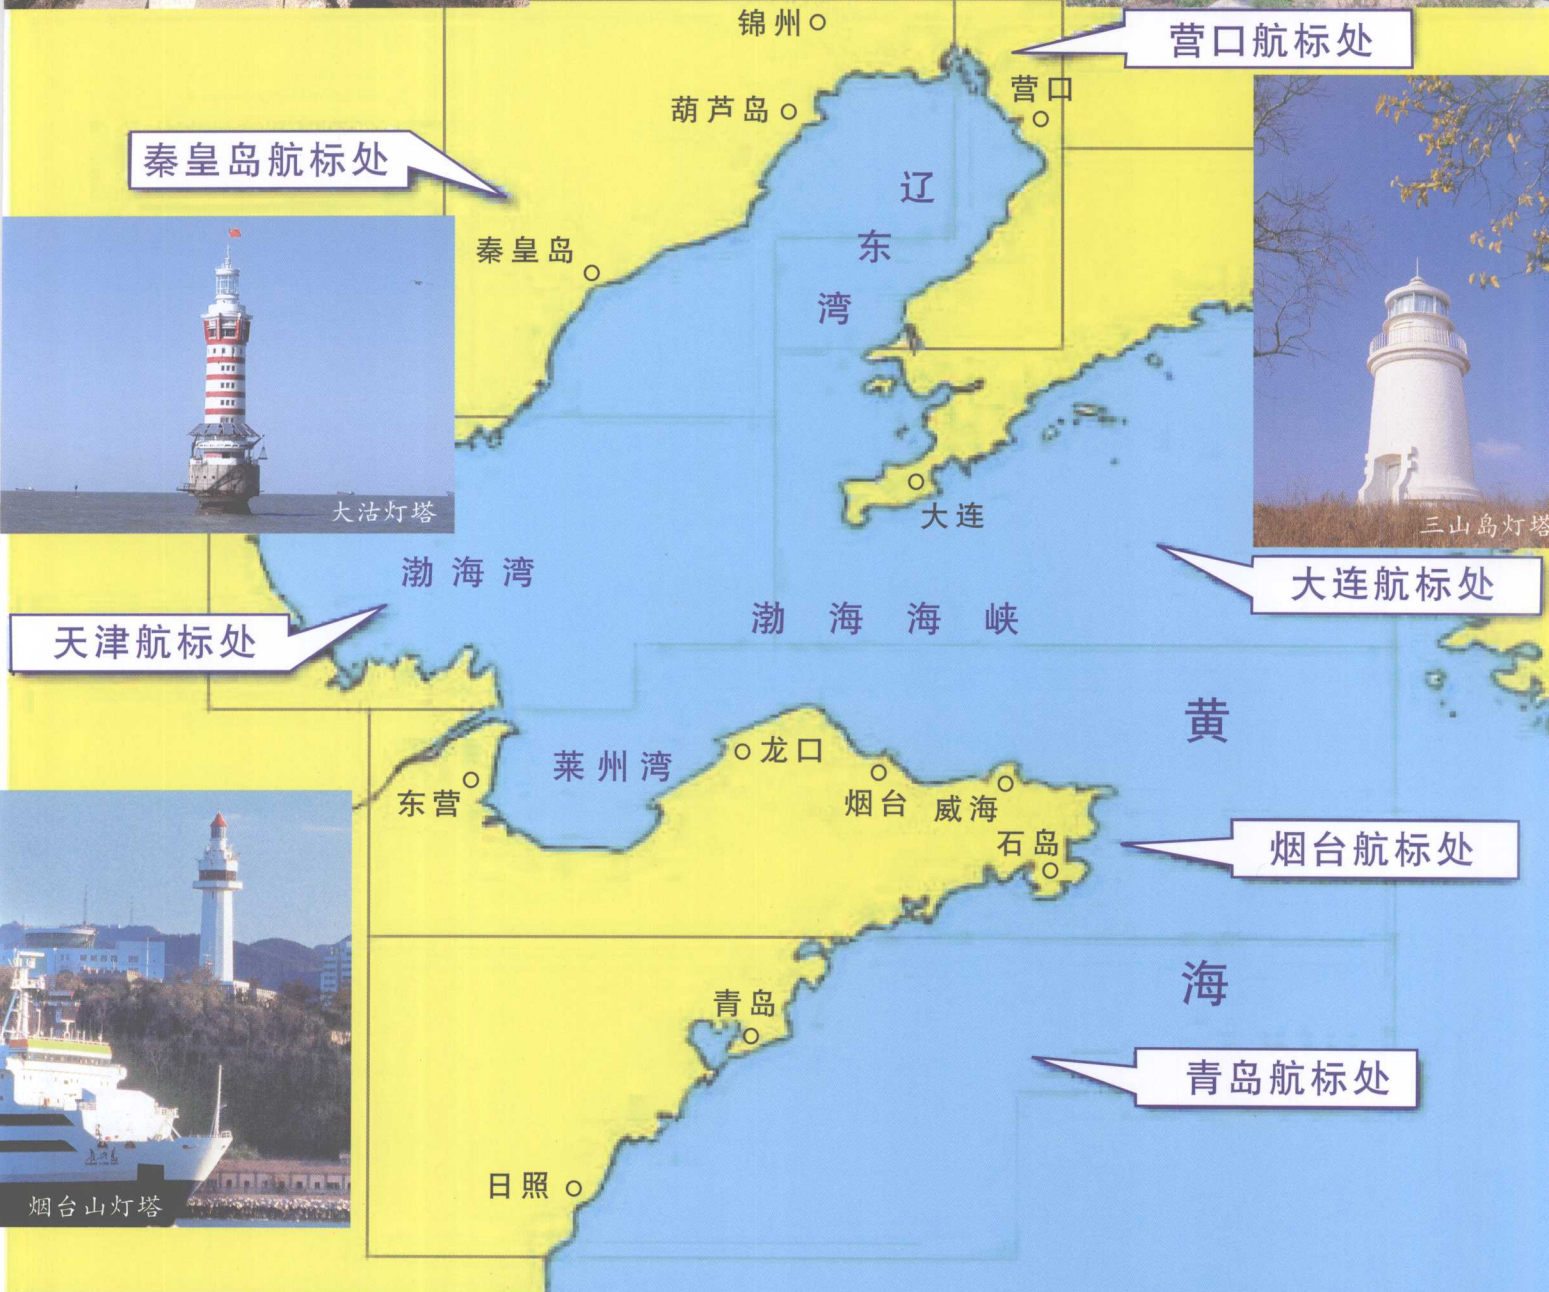 锦州
营口航标处
营口
葫芦岛
秦皇岛航标处
辽东湾
秦皇岛
大沽灯塔
三山岛灯塔
大连
渤海湾
大连航标处
渤海海峡
天津航标处
黄海
莱州湾
龙口
东营
烟台
威海
石岛
烟台航标处
青岛
青岛航标处
日照
烟台山灯塔